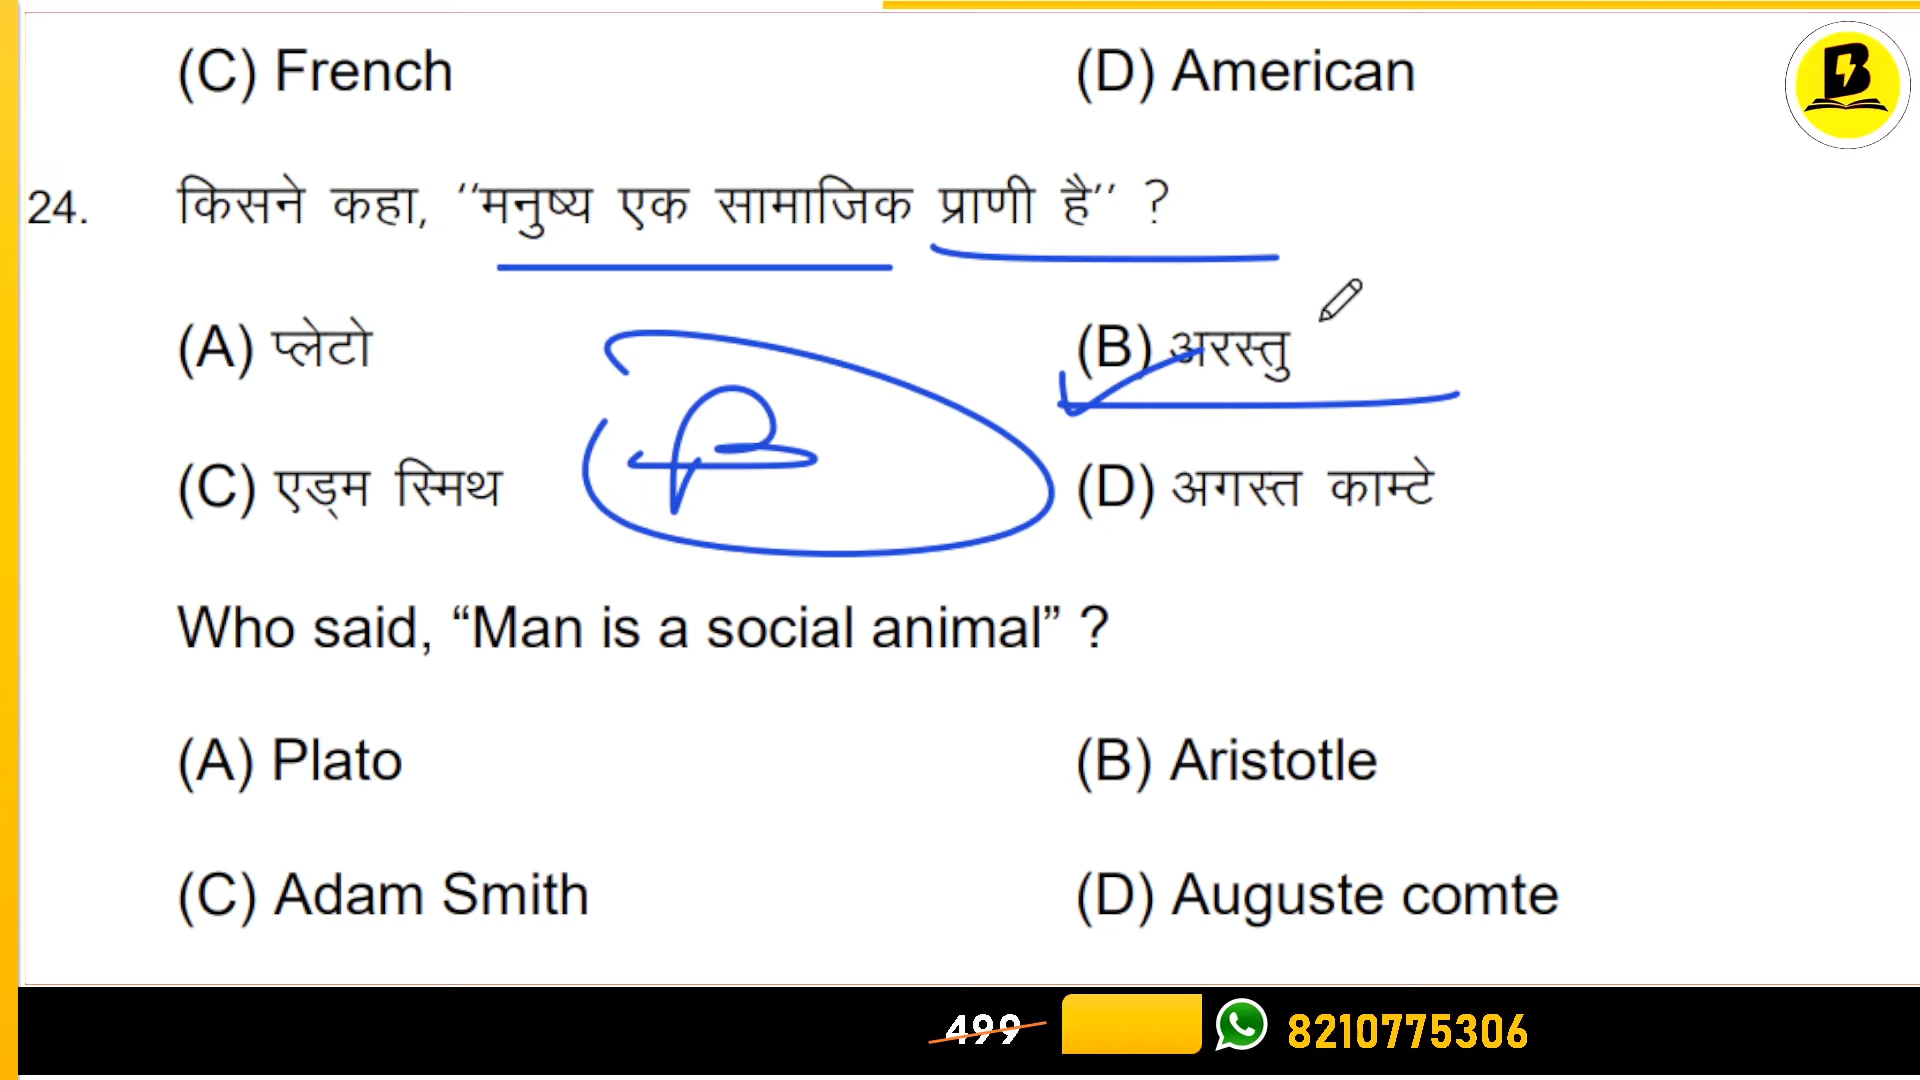 (C) French (D) American
24. किसने कहा, ‘‘मनुष्य एक सामाजिक प्राणी है’’ ?
(A) प्लेटो (B) अरस्तु
(C) एड्म स्मिथ (D) अगस्त काम्टे
Who said, “Man is a social animal” ?
(A) Plato (B) Aristotle
(C) Adam Smith (D) Auguste comte
499 8210775306